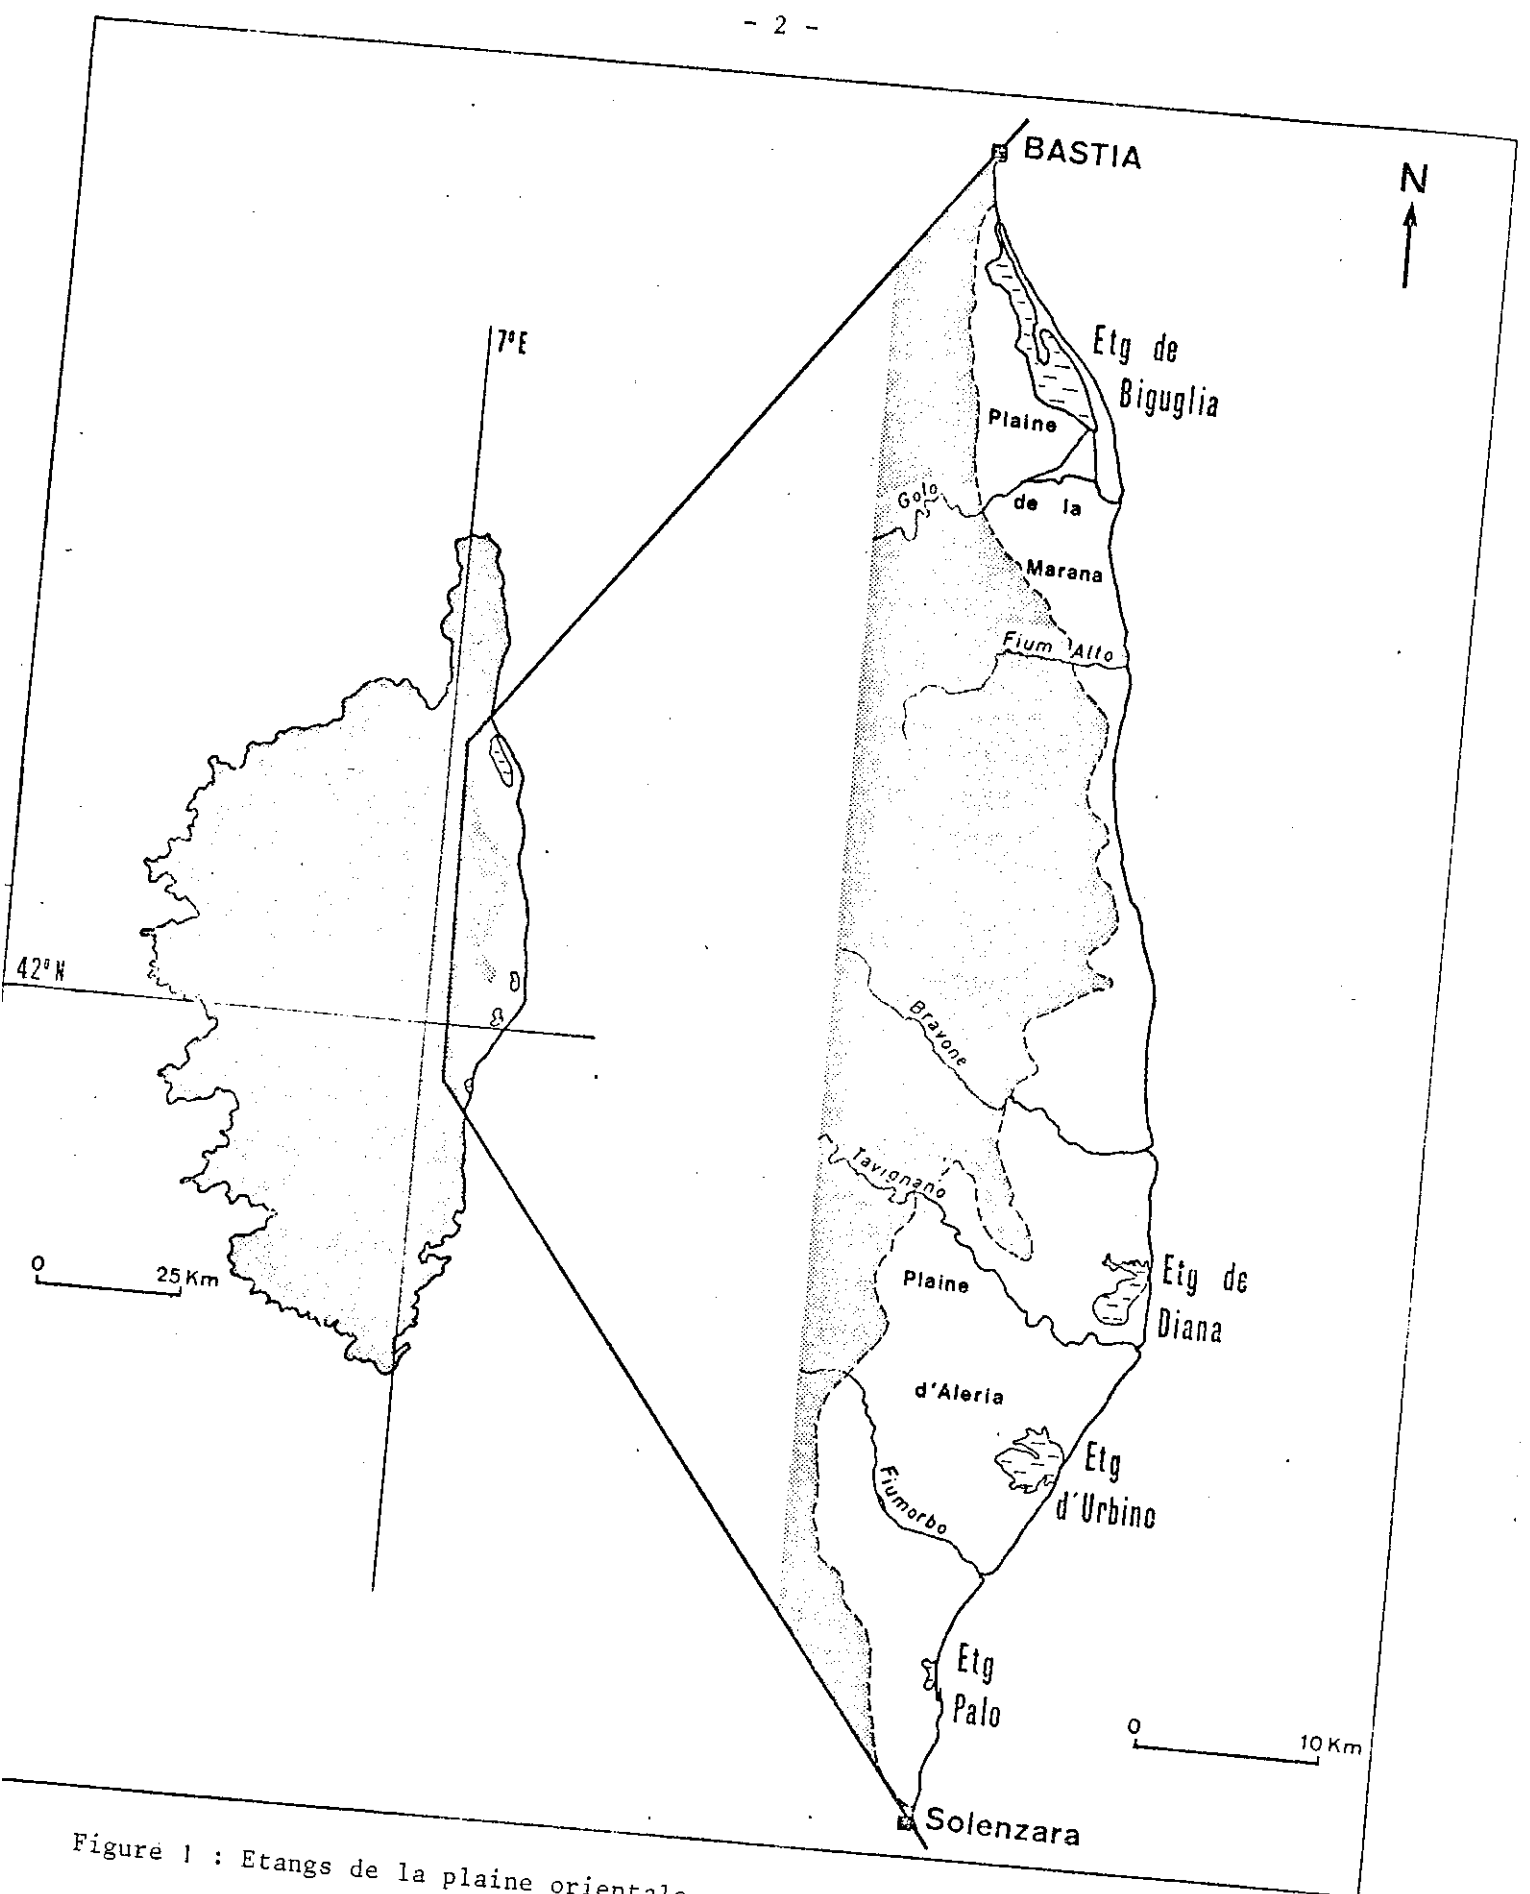 - 2 -
BASTIA
N
7°E
Etg de
Biguglia
Plaine
Golo
de la
Marana
Fium Alto
42°N
Bravone
Tavignano
0
25 Km
Plaine
Etg de
Diana
d'Aleria
Etg
d'Urbino
Fiumorbo
Etg
Palo
0
10 Km
Solenzara
Figure 1 : Etangs de la plaine orientale